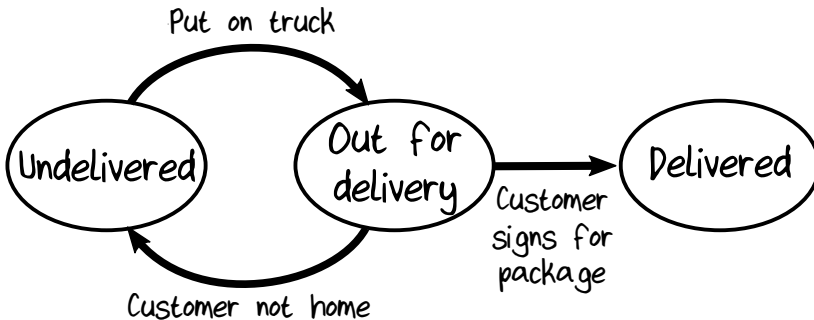 Put on truck
Undelivered
Out for
delivery
Delivered
Customer
signs for
package
Customer not home